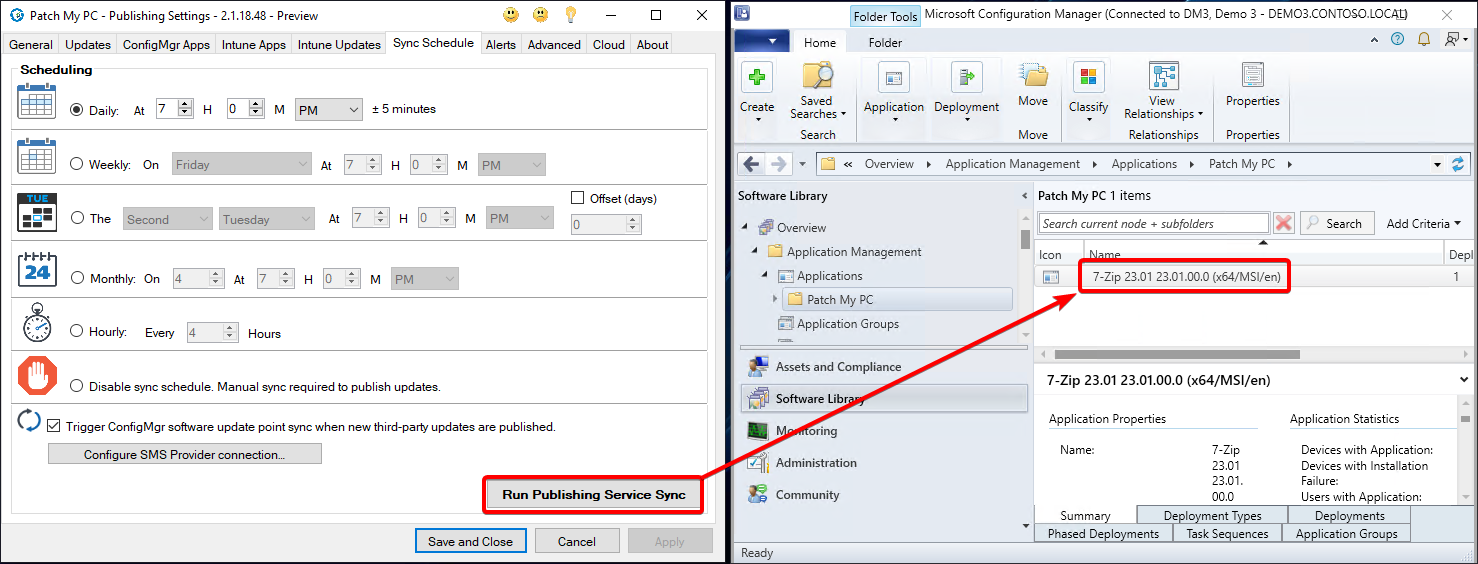 Patch My PC - Publishing Settings - 2.1.18.48 - Preview
General Updates ConfigMgr Apps Intune Apps Intune Updates Sync Schedule Alerts Advanced Cloud About
Scheduling
Daily: At 7 H 0 M PM ± 5 minutes
Weekly: On Friday At 7 H 0 M PM
TUE
The Second Tuesday At 7 H 0 M PM
Offset (days)
0
24
Monthly: On 4 At 7 H 0 M PM
Hourly: Every 4 Hours
Disable sync schedule. Manual sync required to publish updates.
Trigger ConfigMgr software update point sync when new third-party updates are published.
Configure SMS Provider connection...
Run Publishing Service Sync
Save and Close Cancel Apply
Folder Tools Microsoft Configuration Manager (Connected to DM3, Demo 3 - DEMO3.CONTOSO.LOCAL)
Home Folder
Create
Saved
Searches
Search
Application
Deployment
Move
Move
Classify
View
Relationships
Relationships
Properties
Properties
« Overview Application Management Applications Patch My PC
Software Library
Overview
Application Management
Applications
Patch My PC
Application Groups
Assets and Compliance
Software Library
Monitoring
Administration
Community
Patch My PC 1 items
Search current node + subfolders Search Add Criteria
Icon Name Depl
7-Zip 23.01 23.01.00.0 (x64/MSI/en) 1
7-Zip 23.01 23.01.00.0 (x64/MSI/en)
Application Properties
Name: 7-Zip
23.01
23.01.
00.0
Application Statistics
Devices with Application:
Devices with Installation
Failure:
Users with Application:
Summary Deployment Types Deployments
Phased Deployments Task Sequences Application Groups
Ready